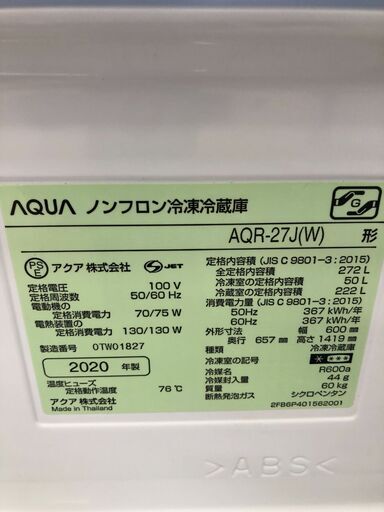 AQUA ノンフロン冷凍冷蔵庫
AQR-27J(W) 形
PS E アクア 株式会社 JET
定格電圧 100 V
定格周波数 50/60 Hz
電動機の
定格消費電力 70/75 W
電熱装置の
定格消費電力 130/130 W
製造番号 0TW01827
2020 年製
温度ヒューズ
定格動作温度 76℃
アクア 株式会社
Made in Thailand
定格内容積 (JIS C 9801-3:2015)
全定格内容積 272 L
冷凍室の定格内容積 50 L
冷蔵室の定格内容積 222 L
消費電力量 (JIS C 9801-3:2015)
50Hz 367 kWh/年
60Hz 367 kWh/年
外形寸法 幅 600 mm
奥行 657 mm 高さ 1419 mm
種類 冷凍冷蔵庫
冷凍室の記号 ****
冷媒名 R600a
冷媒封入量 44 g
質量 60 kg
断熱発泡ガス シクロペンタン
2FB6P401562001
G
>ABS<